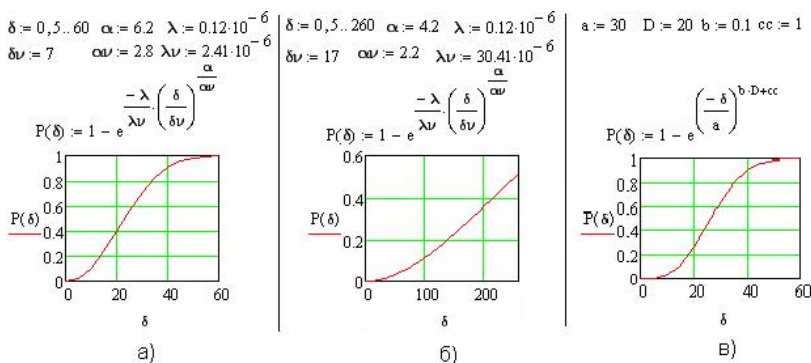 δ := 0,5..60 α := 6.2 λ := 0.12·10^-6
δν := 7 αν := 2.8 λν := 2.41·10^-6
P(δ) := 1 − e^((−λ/λν)·(δ/δν)^(α/αν))
1
0.8
0.6
P(δ)
0.4
0.2
0
0 20 40 60
δ
а)
δ := 0,5..260 α := 4.2 λ := 0.12·10^-6
δν := 17 αν := 2.2 λν := 30.41·10^-6
P(δ) := 1 − e^((−λ/λν)·(δ/δν)^(α/αν))
0.6
0.4
P(δ)
0.2
0
0 100 200
δ
б)
a := 30 D := 20 b := 0.1 cc := 1
P(δ) := 1 − e^((−δ/a)^(b·D+cc))
1
0.8
0.6
P(δ)
0.4
0.2
0
0 20 40 60
δ
в)